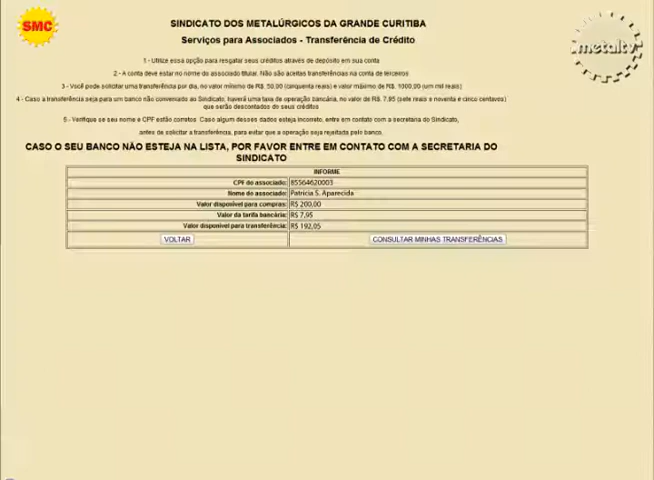 SMC
SINDICATO DOS METALÚRGICOS DA GRANDE CURITIBA
Serviços para Associados - Transferência de Crédito
metaltv
1 - Utilize essa opção para resgatar seus créditos através de depósito em sua conta
2 - A conta deve estar no nome do associado titular. Não são aceitas transferências na conta de terceiros
3 - Você pode solicitar uma transferência por dia, no valor mínimo de R$ 50,00 (cinquenta reais) e valor máximo de R$ 1000,00 (um mil reais)
4 - Caso a transferência seja para um banco não conveniado ao Sindicato, haverá uma taxa de operação bancária, no valor de R$ 7,95 (sete reais e noventa e cinco centavos)
que serão descontados do seus créditos
5 - Verifique se seu nome e CPF estão corretos. Caso algum desses dados esteja incorreto, entre em contato com a secretaria do Sindicato,
antes de solicitar a transferência, para evitar que a operação seja rejeitada pelo banco.
CASO O SEU BANCO NÃO ESTEJA NA LISTA, POR FAVOR ENTRE EM CONTATO COM A SECRETARIA DO
SINDICATO
INFORME
CPF do associado: 85564620003
Nome do associado: Patrícia S. Aparecida
Valor disponível para compras: R$ 200,00
Valor da tarifa bancária: R$ 7,95
Valor disponível para transferência: R$ 192,05
VOLTAR
CONSULTAR MINHAS TRANSFERÊNCIAS